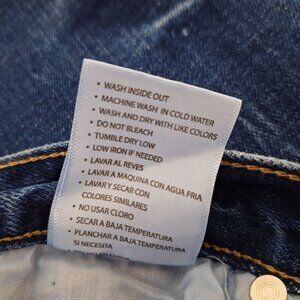 • WASH INSIDE OUT
• MACHINE WASH IN COLD WATER
• WASH AND DRY WITH LIKE COLORS
• DO NOT BLEACH
• TUMBLE DRY LOW
• LOW IRON IF NEEDED
• LAVAR AL REVES
• LAVAR A MAQUINA CON AGUA FRIA
• LAVAR Y SECAR CON
COLORES SIMILARES
• NO USAR CLORO
• SECAR A BAJA TEMPERATURA
• PLANCHAR A BAJA TEMPERATURA
SI NECESITA